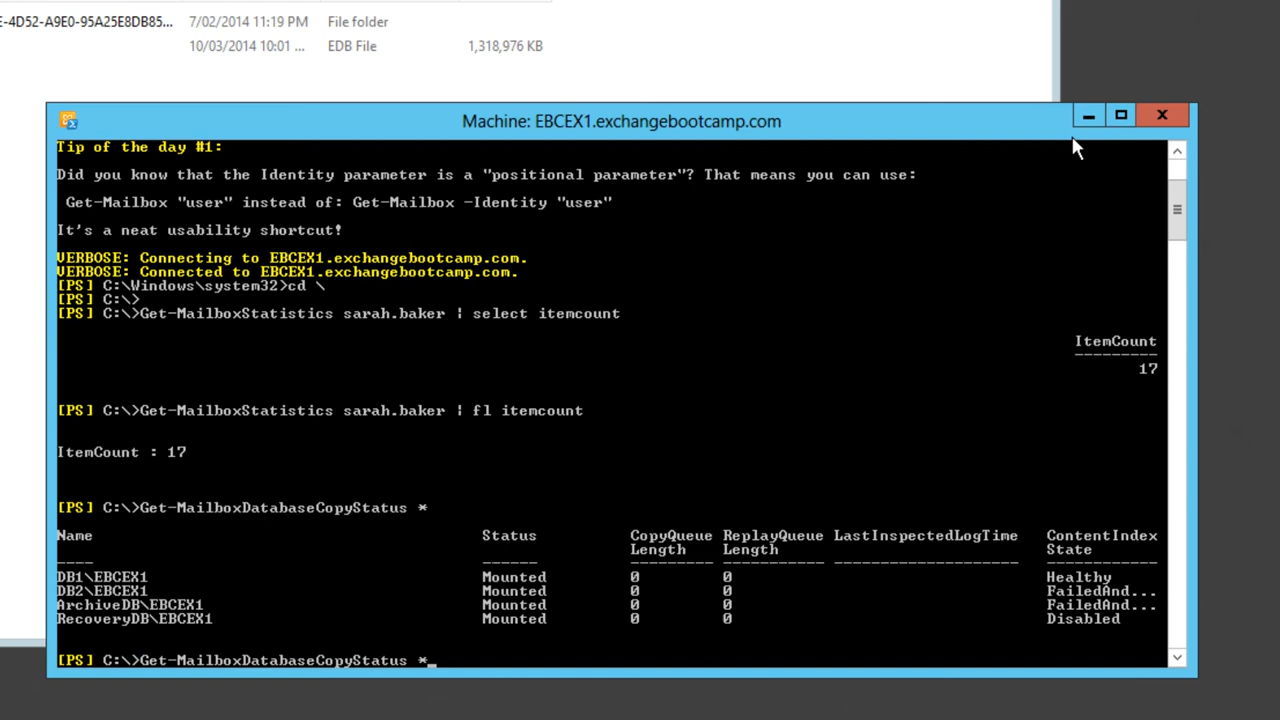 E-4D52-A9E0-95A25E8DB85... 7/02/2014 11:19 PM File folder
10/03/2014 10:01 ... EDB File 1,318,976 KB
Machine: EBCEX1.exchangebootcamp.com
Tip of the day #1:
Did you know that the Identity parameter is a "positional parameter"? That means you can use:
Get-Mailbox "user" instead of: Get-Mailbox -Identity "user"
It's a neat usability shortcut!
VERBOSE: Connecting to EBCEX1.exchangebootcamp.com.
VERBOSE: Connected to EBCEX1.exchangebootcamp.com.
[PS] C:\Windows\system32>cd \
[PS] C:\>
[PS] C:\>Get-MailboxStatistics sarah.baker | select itemcount
ItemCount
---------
17
[PS] C:\>Get-MailboxStatistics sarah.baker | fl itemcount
ItemCount : 17
[PS] C:\>Get-MailboxDatabaseCopyStatus *
Name Status CopyQueue ReplayQueue LastInspectedLogTime ContentIndex
Length Length State
---- ------ --------- ----------- -------------------- ------------
DB1\EBCEX1 Mounted 0 0 Healthy
DB2\EBCEX1 Mounted 0 0 FailedAnd...
ArchiveDB\EBCEX1 Mounted 0 0 FailedAnd...
RecoveryDB\EBCEX1 Mounted 0 0 Disabled
[PS] C:\>Get-MailboxDatabaseCopyStatus *_